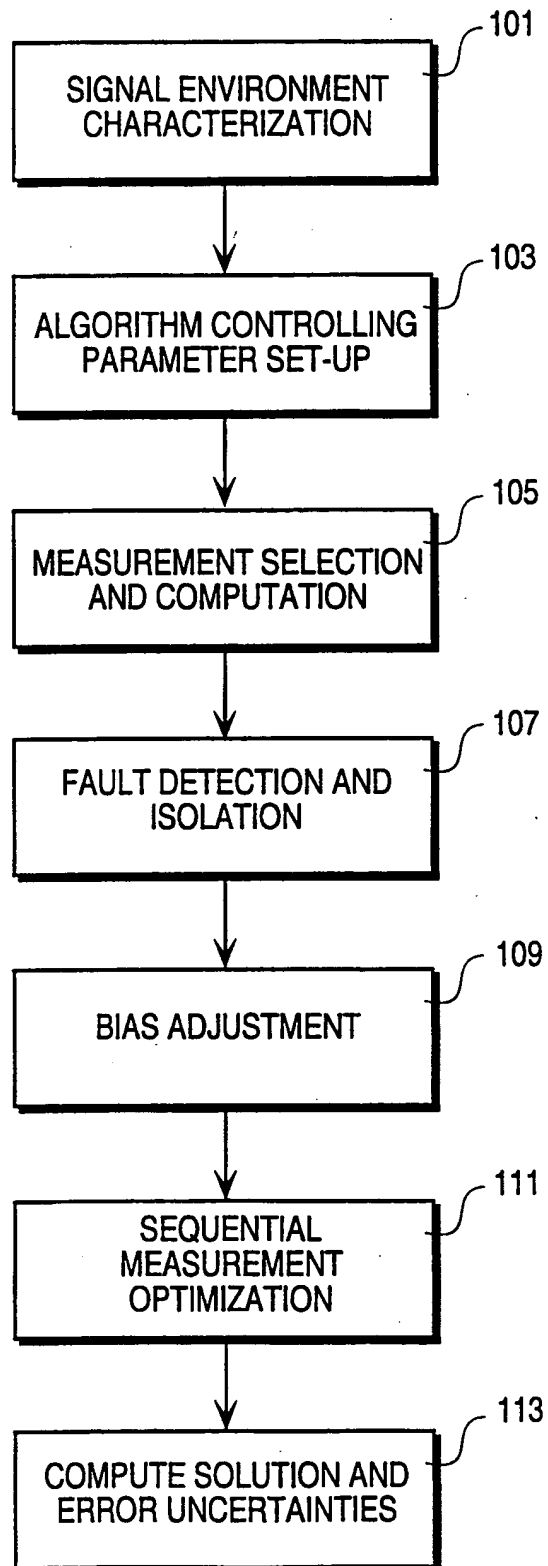 101
SIGNAL ENVIRONMENT
CHARACTERIZATION
103
ALGORITHM CONTROLLING
PARAMETER SET-UP
105
MEASUREMENT SELECTION
AND COMPUTATION
107
FAULT DETECTION AND
ISOLATION
109
BIAS ADJUSTMENT
111
SEQUENTIAL
MEASUREMENT
OPTIMIZATION
113
COMPUTE SOLUTION AND
ERROR UNCERTAINTIES